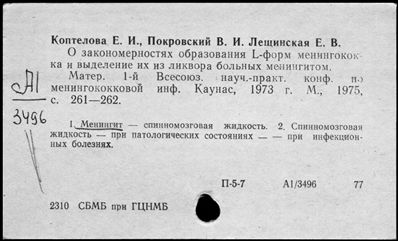 Коптелова Е. И., Покровский В. И. Лещинская Е. В.
О закономерностях образования L-форм менингокок-
ка и выделение их из ликвора больных менингитом.
Матер. 1-й Всесоюз. науч.-практ. конф. по
менингококковой инф. Каунас, 1973 г. М., 1975,
с. 261—262.
А1
3496
1. Менингит — спинномозговая жидкость. 2. Спинномозговая
жидкость — при патологических состояниях — — при инфекцион-
ных болезнях.
П-5-7 А1/3496 77
2310 СБМБ при ГЦНМБ